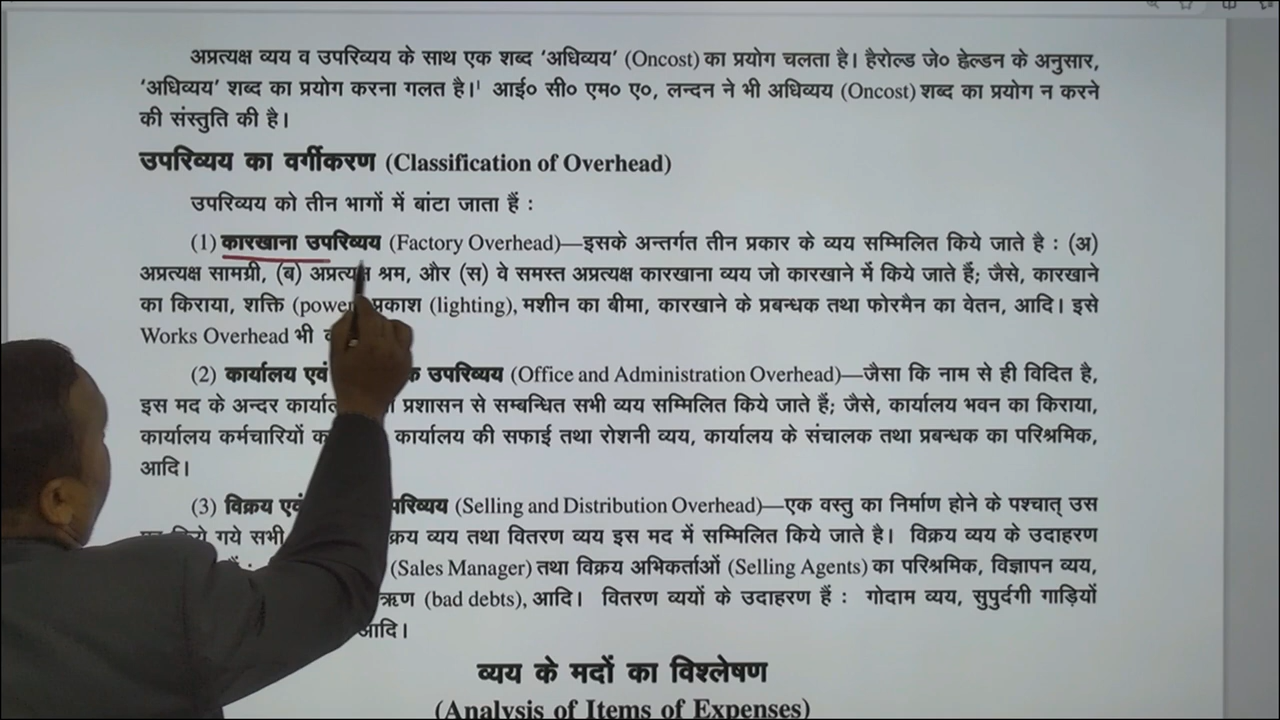 अप्रत्यक्ष व्यय व उपरिव्यय के साथ एक शब्द ‘अधिव्यय’ (Oncost) का प्रयोग चलता है। हैरोल्ड जे० ह्वेल्डन के अनुसार,
‘अधिव्यय’ शब्द का प्रयोग करना गलत है।¹ आई० सी० एम० ए०, लन्दन ने भी अधिव्यय (Oncost) शब्द का प्रयोग न करने
की संस्तुति की है।
उपरिव्यय का वर्गीकरण (Classification of Overhead)
उपरिव्यय को तीन भागों में बांटा जाता हैं :
(1) कारखाना उपरिव्यय (Factory Overhead)—इसके अन्तर्गत तीन प्रकार के व्यय सम्मिलित किये जाते है : (अ)
अप्रत्यक्ष सामग्री, (ब) अप्रत्यक्ष श्रम, और (स) वे समस्त अप्रत्यक्ष कारखाना व्यय जो कारखाने में किये जाते हैं; जैसे, कारखाने
का किराया, शक्ति (power प्रकाश (lighting), मशीन का बीमा, कारखाने के प्रबन्धक तथा फोरमैन का वेतन, आदि। इसे
Works Overhead भी
(2) कार्यालय एवं क उपरिव्यय (Office and Administration Overhead)—जैसा कि नाम से ही विदित है,
इस मद के अन्दर प्रशासन से सम्बन्धित सभी व्यय सम्मिलित किये जाते हैं; जैसे, कार्यालय भवन का किराया,
कार्यालय कर्मचारियों कार्यालय की सफाई तथा रोशनी व्यय, कार्यालय के संचालक तथा प्रबन्धक का परिश्रमिक,
आदि।
(3) विक्रय एवं परिव्यय (Selling and Distribution Overhead)—एक वस्तु का निर्माण होने के पश्चात् उस
गये सभी व्यय तथा वितरण व्यय इस मद में सम्मिलित किये जाते है। विक्रय व्यय के उदाहरण
(Sales Manager) तथा विक्रय अभिकर्ताओं (Selling Agents) का परिश्रमिक, विज्ञापन व्यय,
ऋण (bad debts), आदि। वितरण व्ययों के उदाहरण हैं : गोदाम व्यय, सुपुर्दगी गाड़ियों
आदि।
व्यय के मदों का विश्लेषण
(Analysis of Items of Expenses)